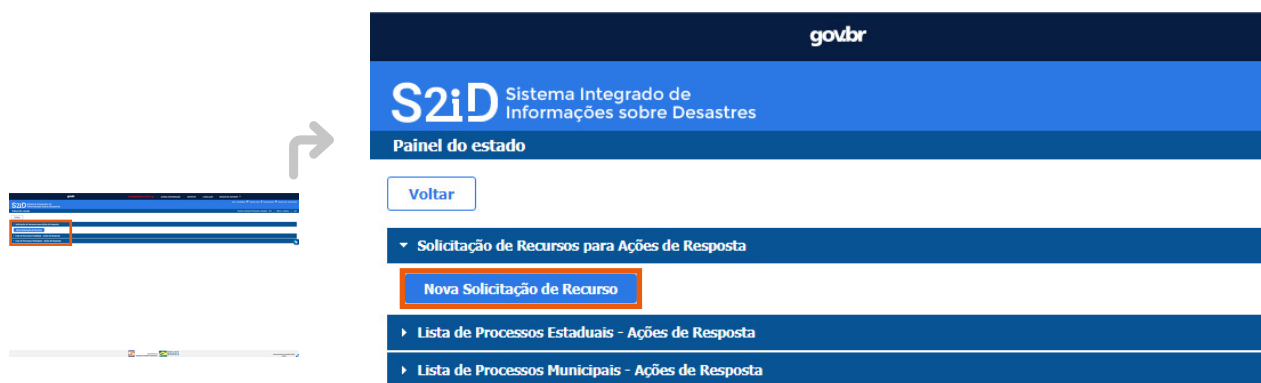 gov.br
S2iD Sistema Integrado de
Informações sobre Desastres
Painel do estado
Voltar
Solicitação de Recursos para Ações de Resposta
Nova Solicitação de Recurso
Lista de Processos Estaduais - Ações de Resposta
Lista de Processos Municipais - Ações de Resposta